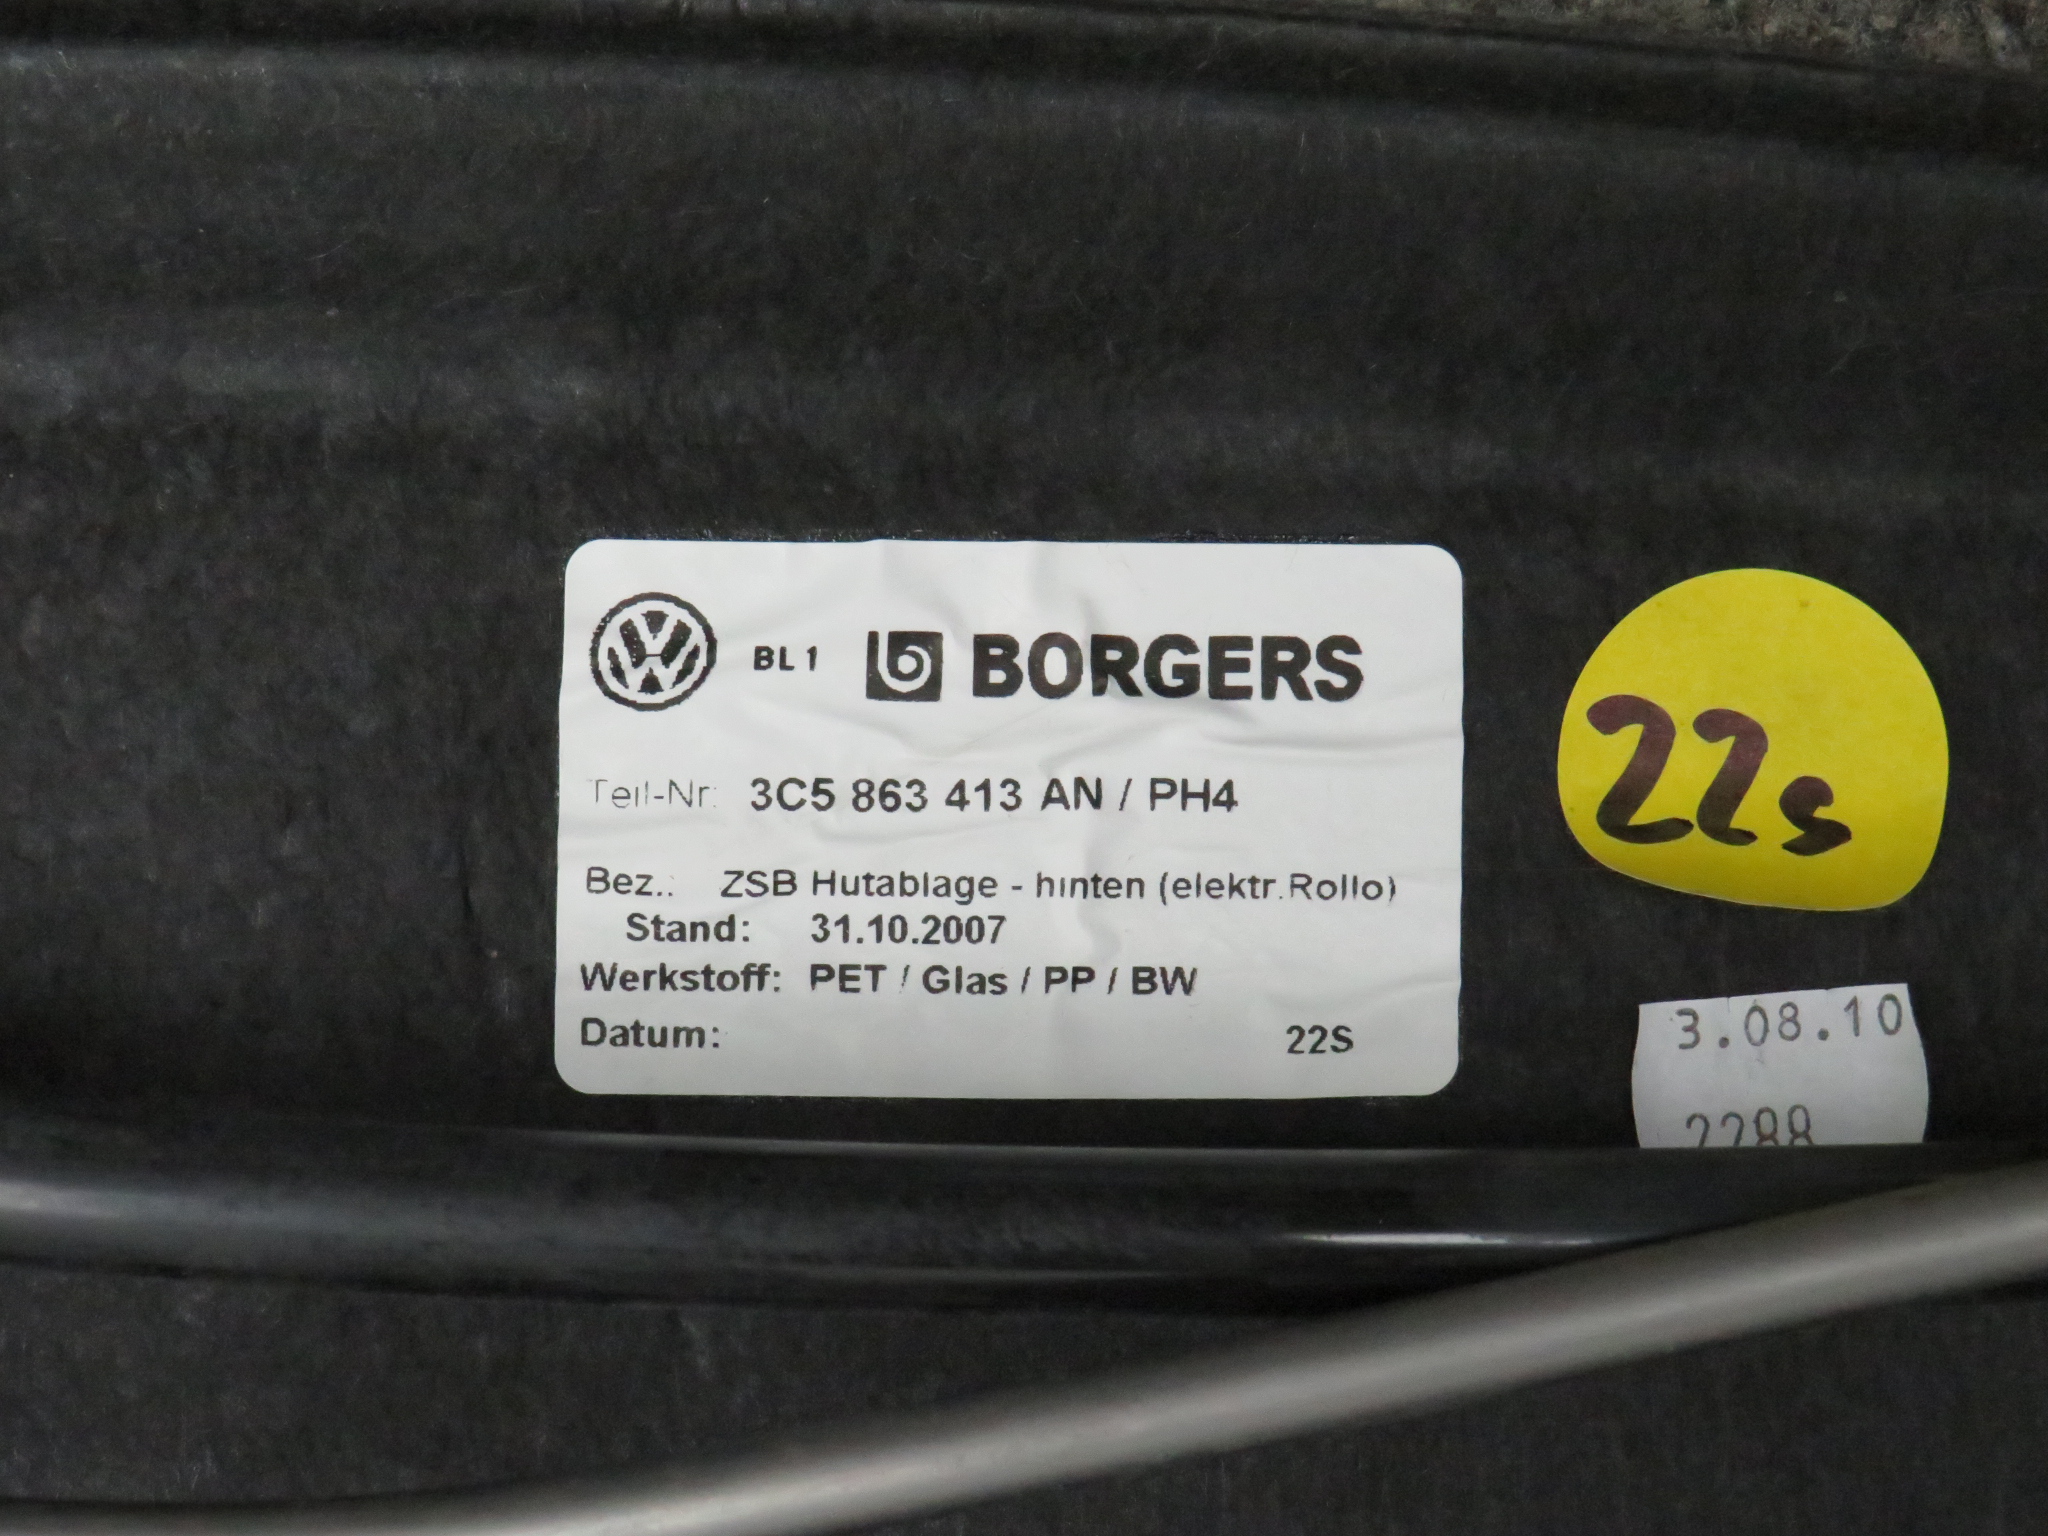 BL 1 BORGERS
Teil-Nr: 3C5 863 413 AN / PH4
Bez.: ZSB Hutablage - hinten (elektr.Rollo)
Stand: 31.10.2007
Werkstoff: PET / Glas / PP / BW
Datum: 22S
22s
3.08.10
2288